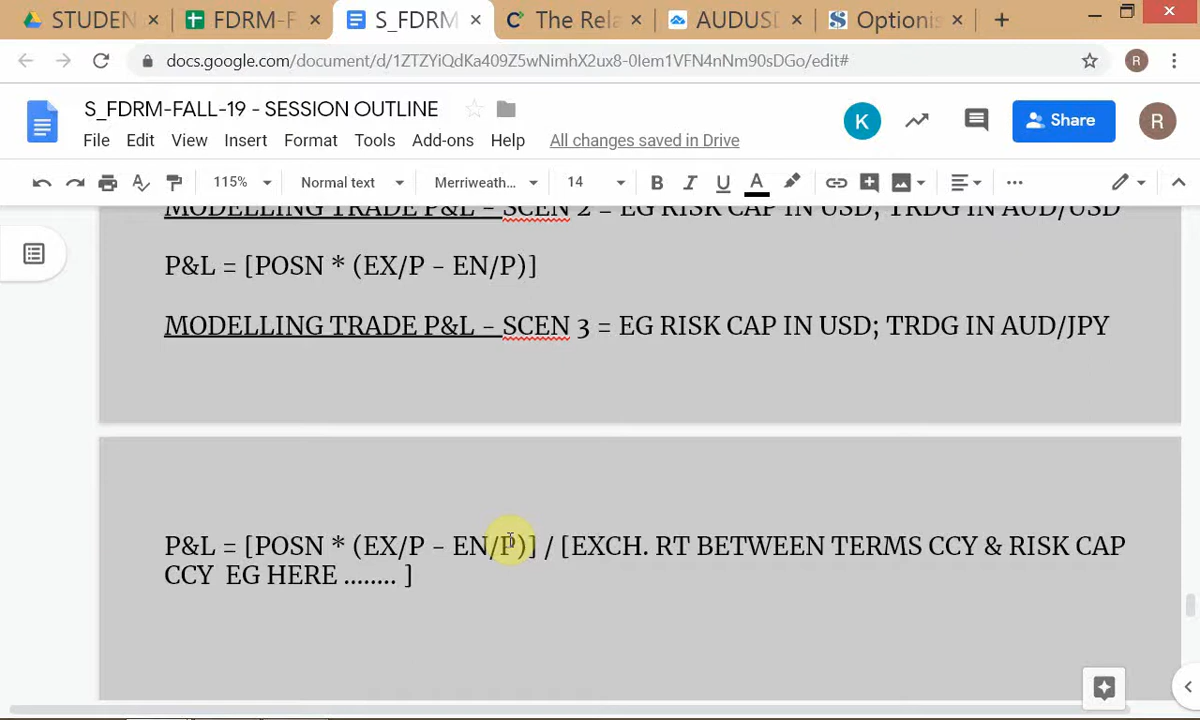 STUDEN
FDRM-F
S_FDRM
The Rela
AUDUSD
Optionis
docs.google.com/document/d/1ZTZYiQdKa409Z5wNimhX2ux8-0Iem1VFN4nNm90sDGo/edit#
R
S_FDRM-FALL-19 - SESSION OUTLINE
K
Share
R
File Edit View Insert Format Tools Add-ons Help All changes saved in Drive
115% Normal text Merriweath... 14 B I U A
MODELLING TRADE P&L – SCEN 2 = EG RISK CAP IN USD; TRDG IN AUD/USD
P&L = [POSN * (EX/P – EN/P)]
MODELLING TRADE P&L – SCEN 3 = EG RISK CAP IN USD; TRDG IN AUD/JPY
P&L = [POSN * (EX/P – EN/P)] / [EXCH. RT BETWEEN TERMS CCY & RISK CAP
CCY EG HERE ........ ]